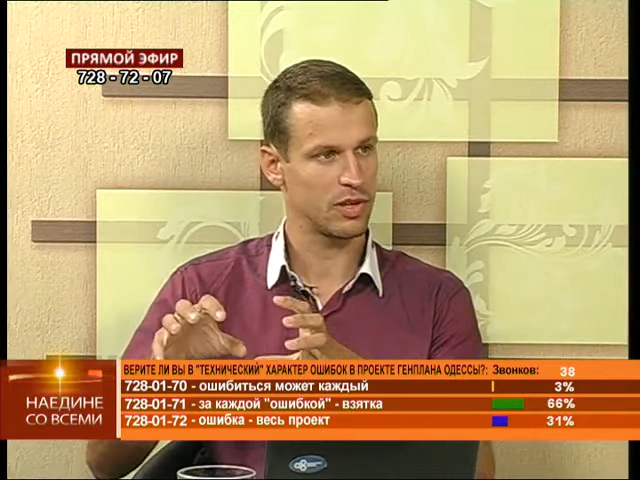 ПРЯМОЙ ЭФИР
728 - 72 - 07
ВЕРИТЕ ЛИ ВЫ В "ТЕХНИЧЕСКИЙ" ХАРАКТЕР ОШИБОК В ПРОЕКТЕ ГЕНПЛАНА ОДЕССЫ?: Звонков: 38
728-01-70 - ошибиться может каждый 3%
728-01-71 - за каждой "ошибкой" - взятка 66%
728-01-72 - ошибка - весь проект 31%
НАЕДИНЕ
СО ВСЕМИ